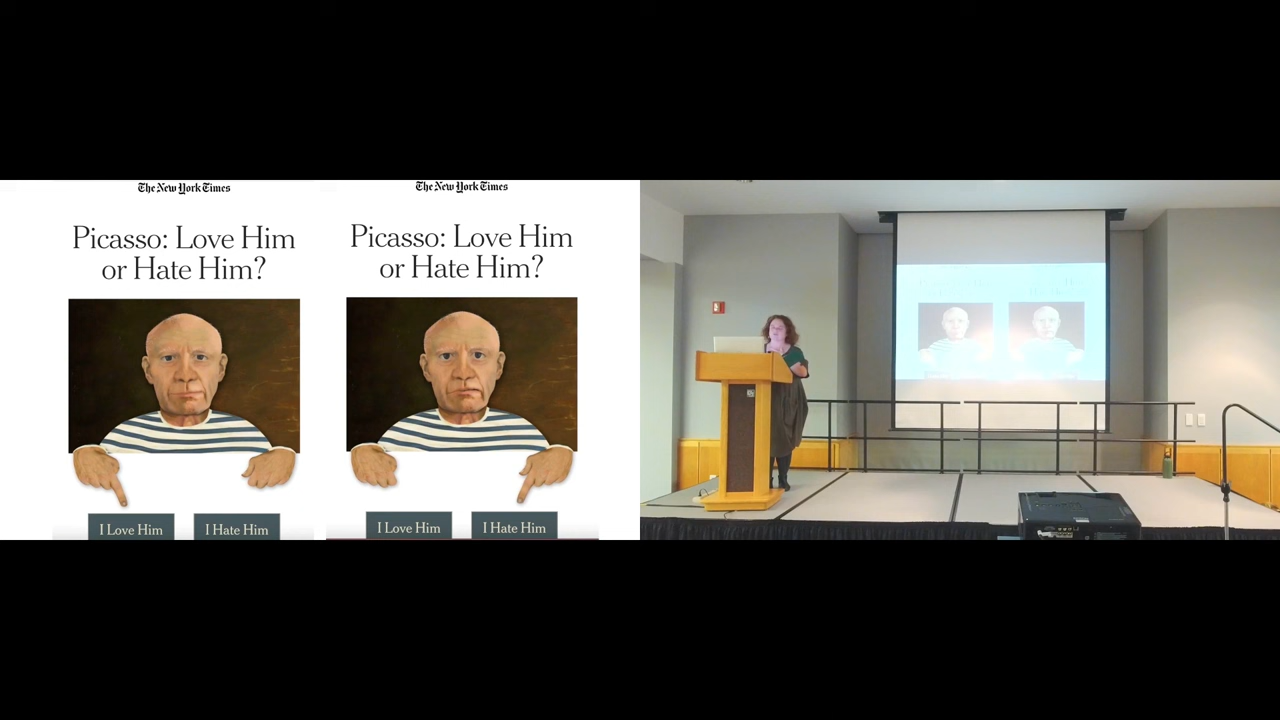 The New York Times
Picasso: Love Him
or Hate Him?
I Love Him
I Hate Him
The New York Times
Picasso: Love Him
or Hate Him?
I Love Him
I Hate Him